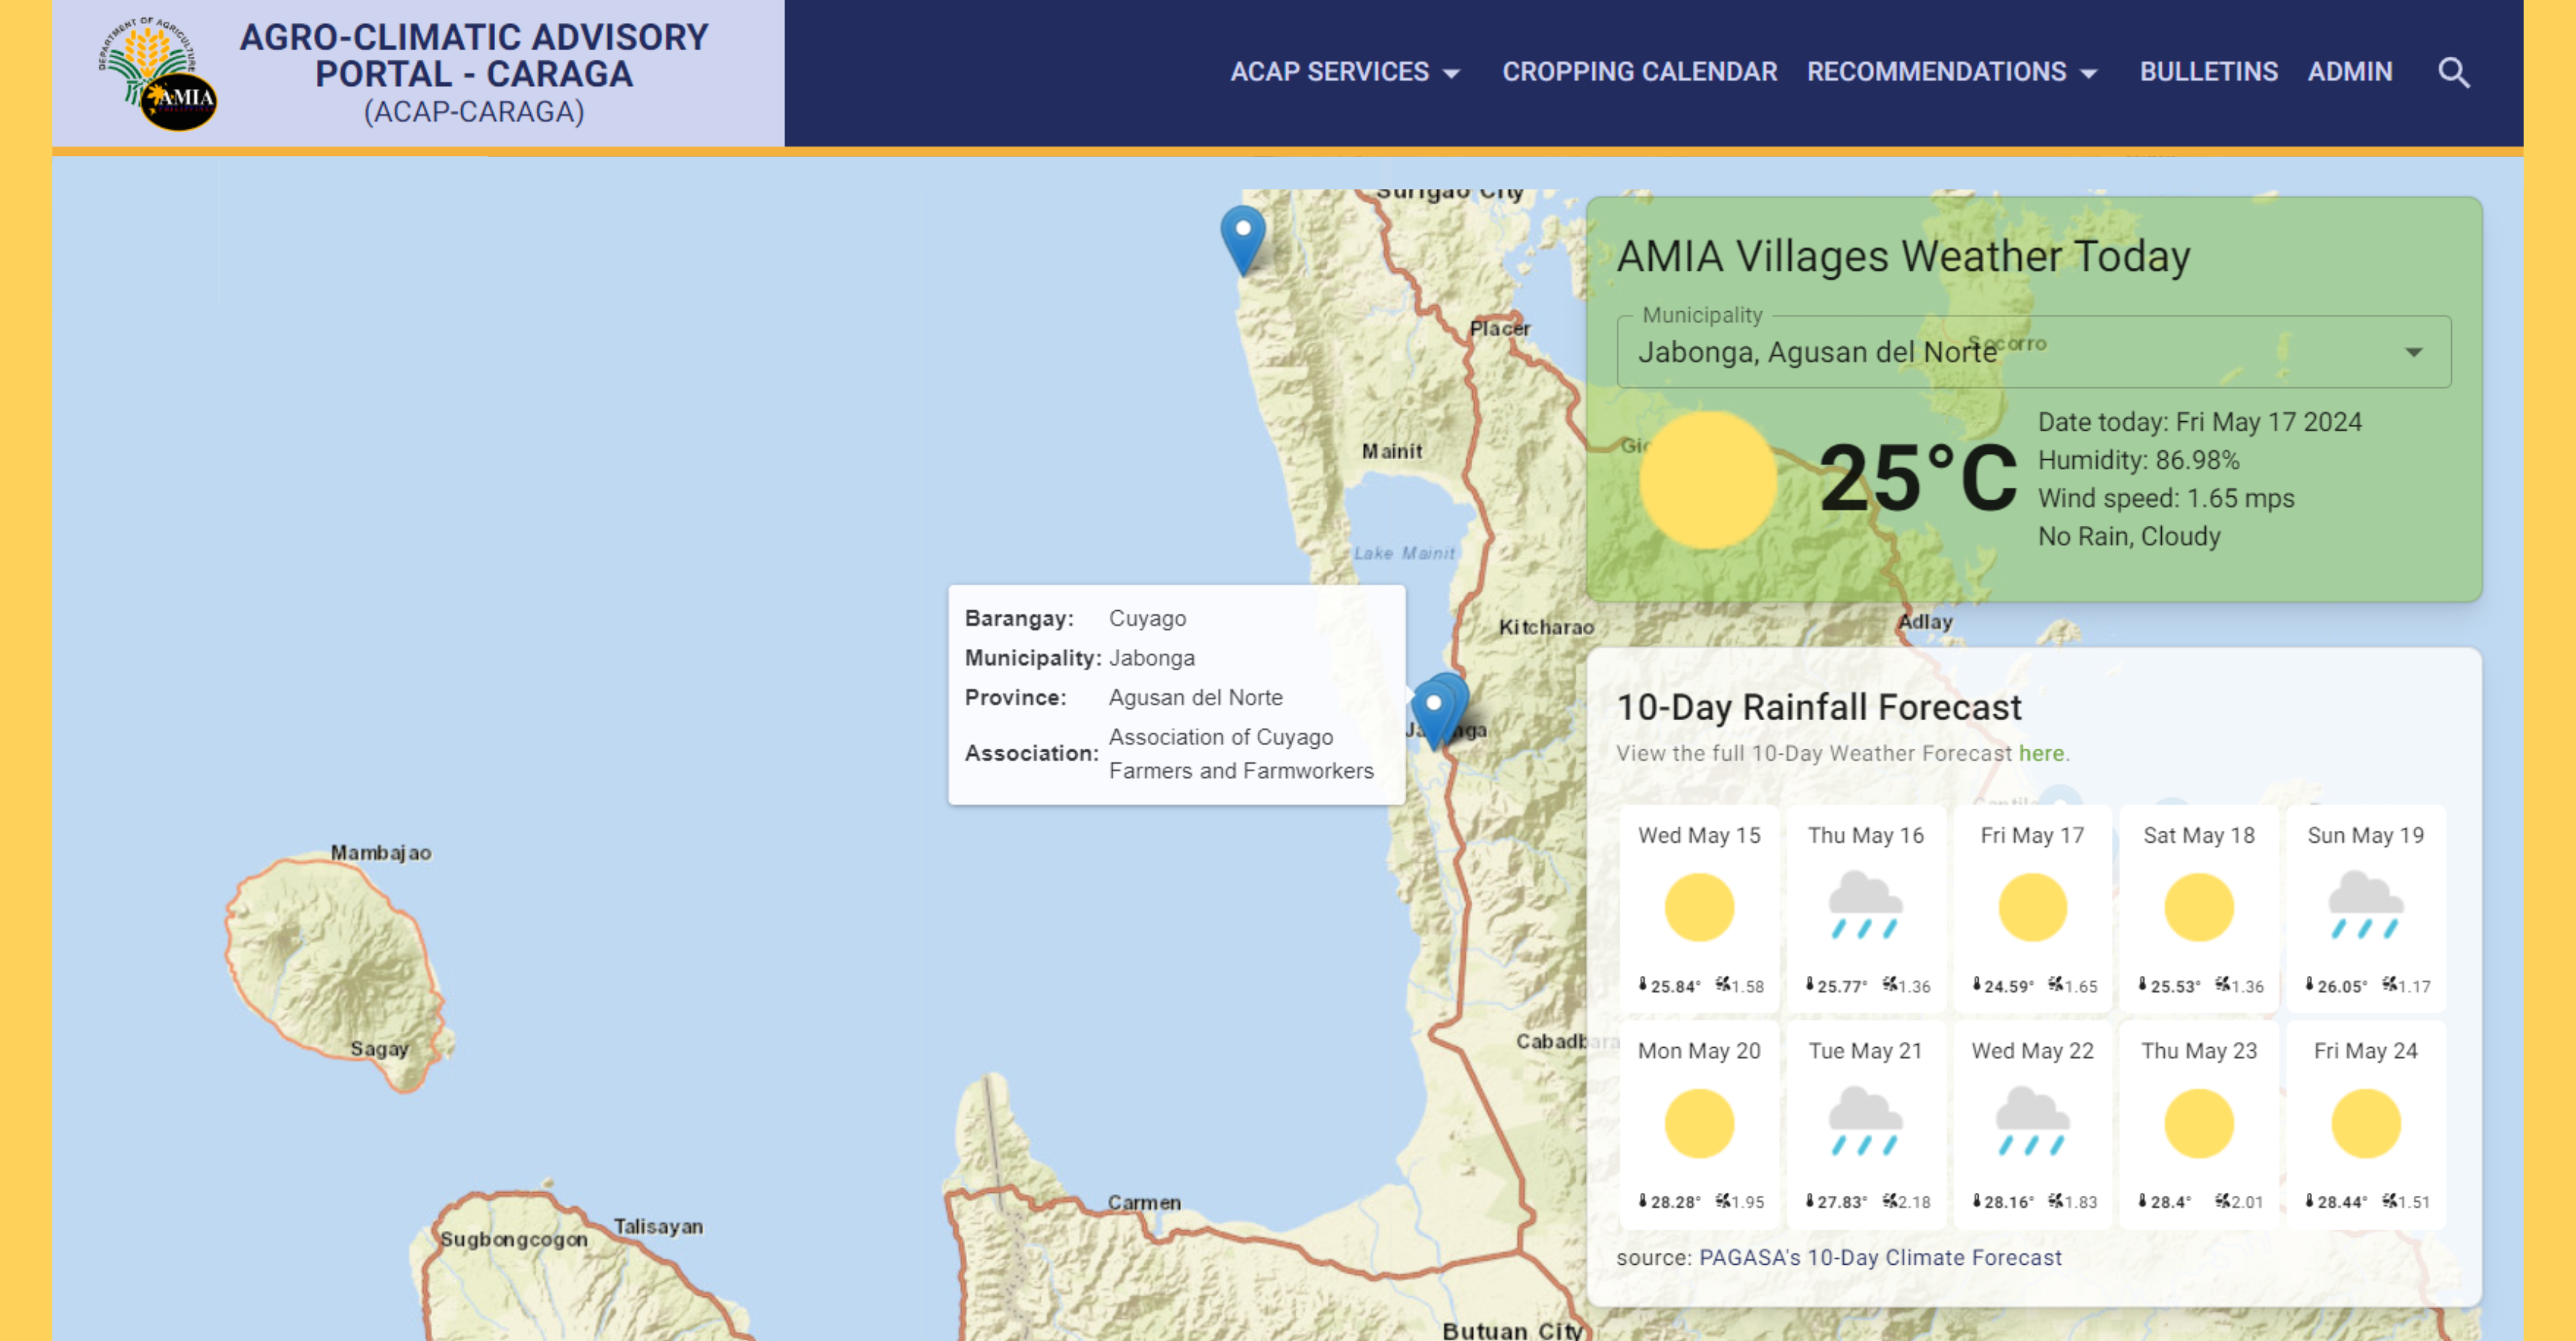 DEPARTMENT OF AGRICULTURE
AMIA
AGRO-CLIMATIC ADVISORY
PORTAL - CARAGA
(ACAP-CARAGA)
ACAP SERVICES
CROPPING CALENDAR
RECOMMENDATIONS
BULLETINS
ADMIN
Surigao City
Placer
Mainit
Lake Mainit
Kitcharao
Adlay
Socorro
Barangay: Cuyago
Municipality: Jabonga
Province: Agusan del Norte
Association: Association of Cuyago
Farmers and Farmworkers
Mambajao
Sagay
Carmen
Talisayan
Sugbongcogon
Butuan City
AMIA Villages Weather Today
Municipality
Jabonga, Agusan del Norte
25°C
Date today: Fri May 17 2024
Humidity: 86.98%
Wind speed: 1.65 mps
No Rain, Cloudy
10-Day Rainfall Forecast
View the full 10-Day Weather Forecast here.
Wed May 15
25.84° 1.58
Thu May 16
25.77° 1.36
Fri May 17
24.59° 1.65
Sat May 18
25.53° 1.36
Sun May 19
26.05° 1.17
Mon May 20
28.28° 1.95
Tue May 21
27.83° 2.18
Wed May 22
28.16° 1.83
Thu May 23
28.4° 2.01
Fri May 24
28.44° 1.51
source: PAGASA's 10-Day Climate Forecast